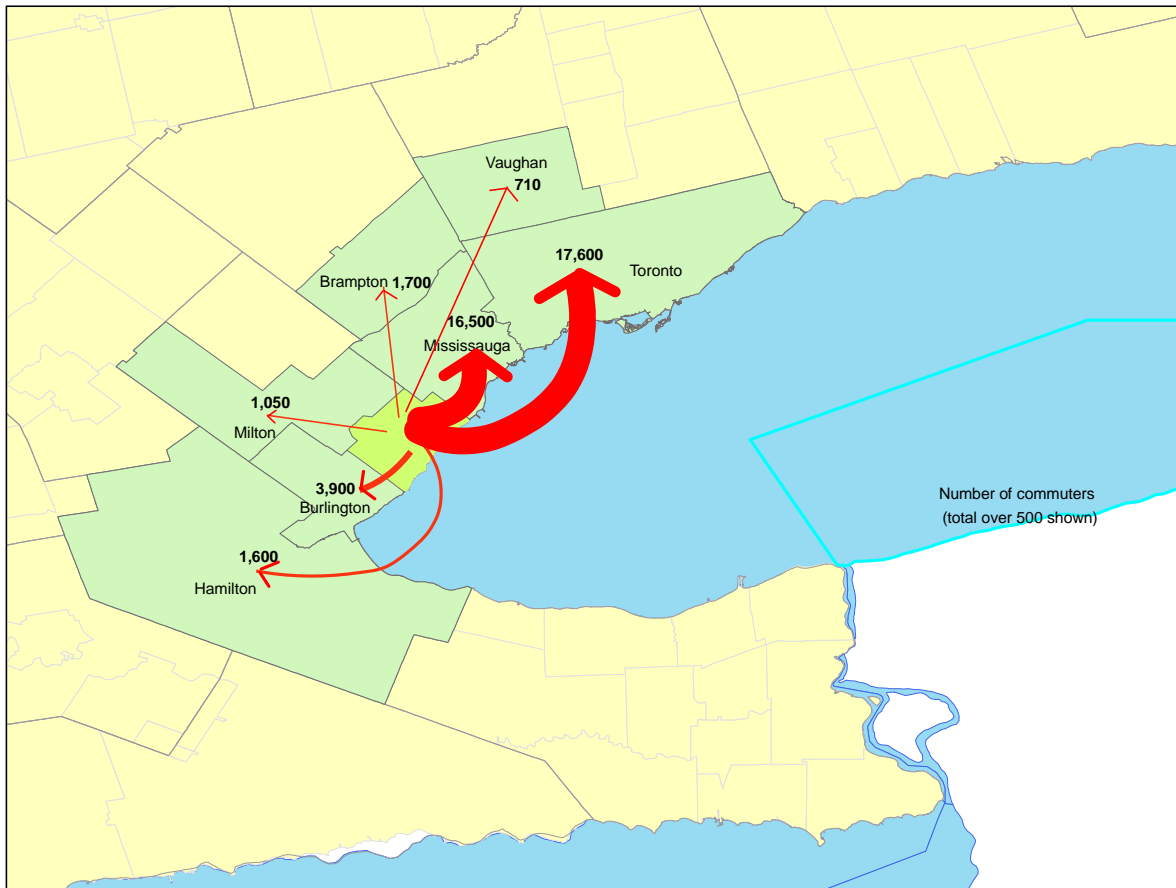 Vaughan
710
17,600
Toronto
Brampton 1,700
16,500
Mississauga
1,050
Milton
3,900
Burlington
Number of commuters
(total over 500 shown)
1,600
Hamilton